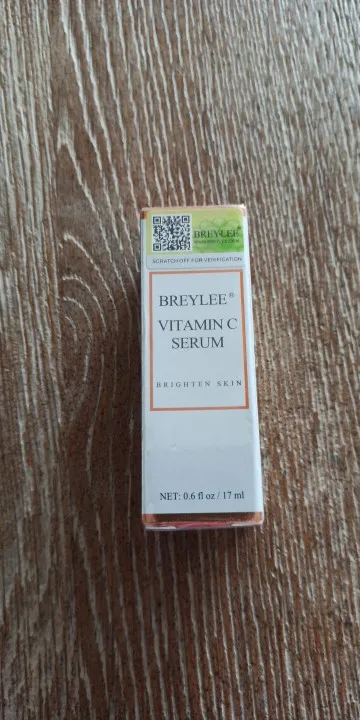 BREYLEE
SCRATCH OFF FOR VERIFICATION
BREYLEE®
VITAMIN C
SERUM
BRIGHTEN SKIN
NET: 0.6 fl oz / 17 ml